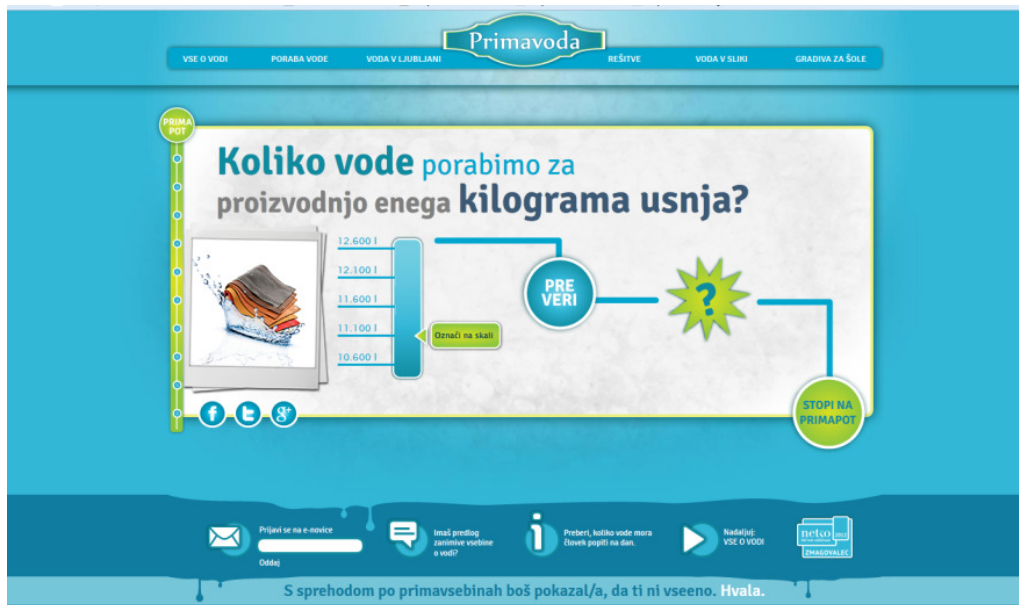 Primavoda
VSE O VODI
PORABA VODE
VODA V LJUBLJANI
REŠITVE
VODA V SLIKI
GRADIVA ZA ŠOLE
PRIMA
POT
Koliko vode porabimo za
proizvodnjo enega kilograma usnja?
12.600 l
12.100 l
11.600 l
11.100 l
10.600 l
Označi na skali
PRE
VERI
?
STOPI NA
PRIMAPOT
f
t
g+
Prijavi se na e-novice
Oddaj
Imaš predlog
zanimive vsebine
o vodi?
i
Preberi, koliko vode mora
človek popiti na dan.
Nadaljuj:
VSE O VODI
netko 2012
ZMAGOVALEC
S sprehodom po primavsebinah boš pokazal/a, da ti ni vseeno. Hvala.